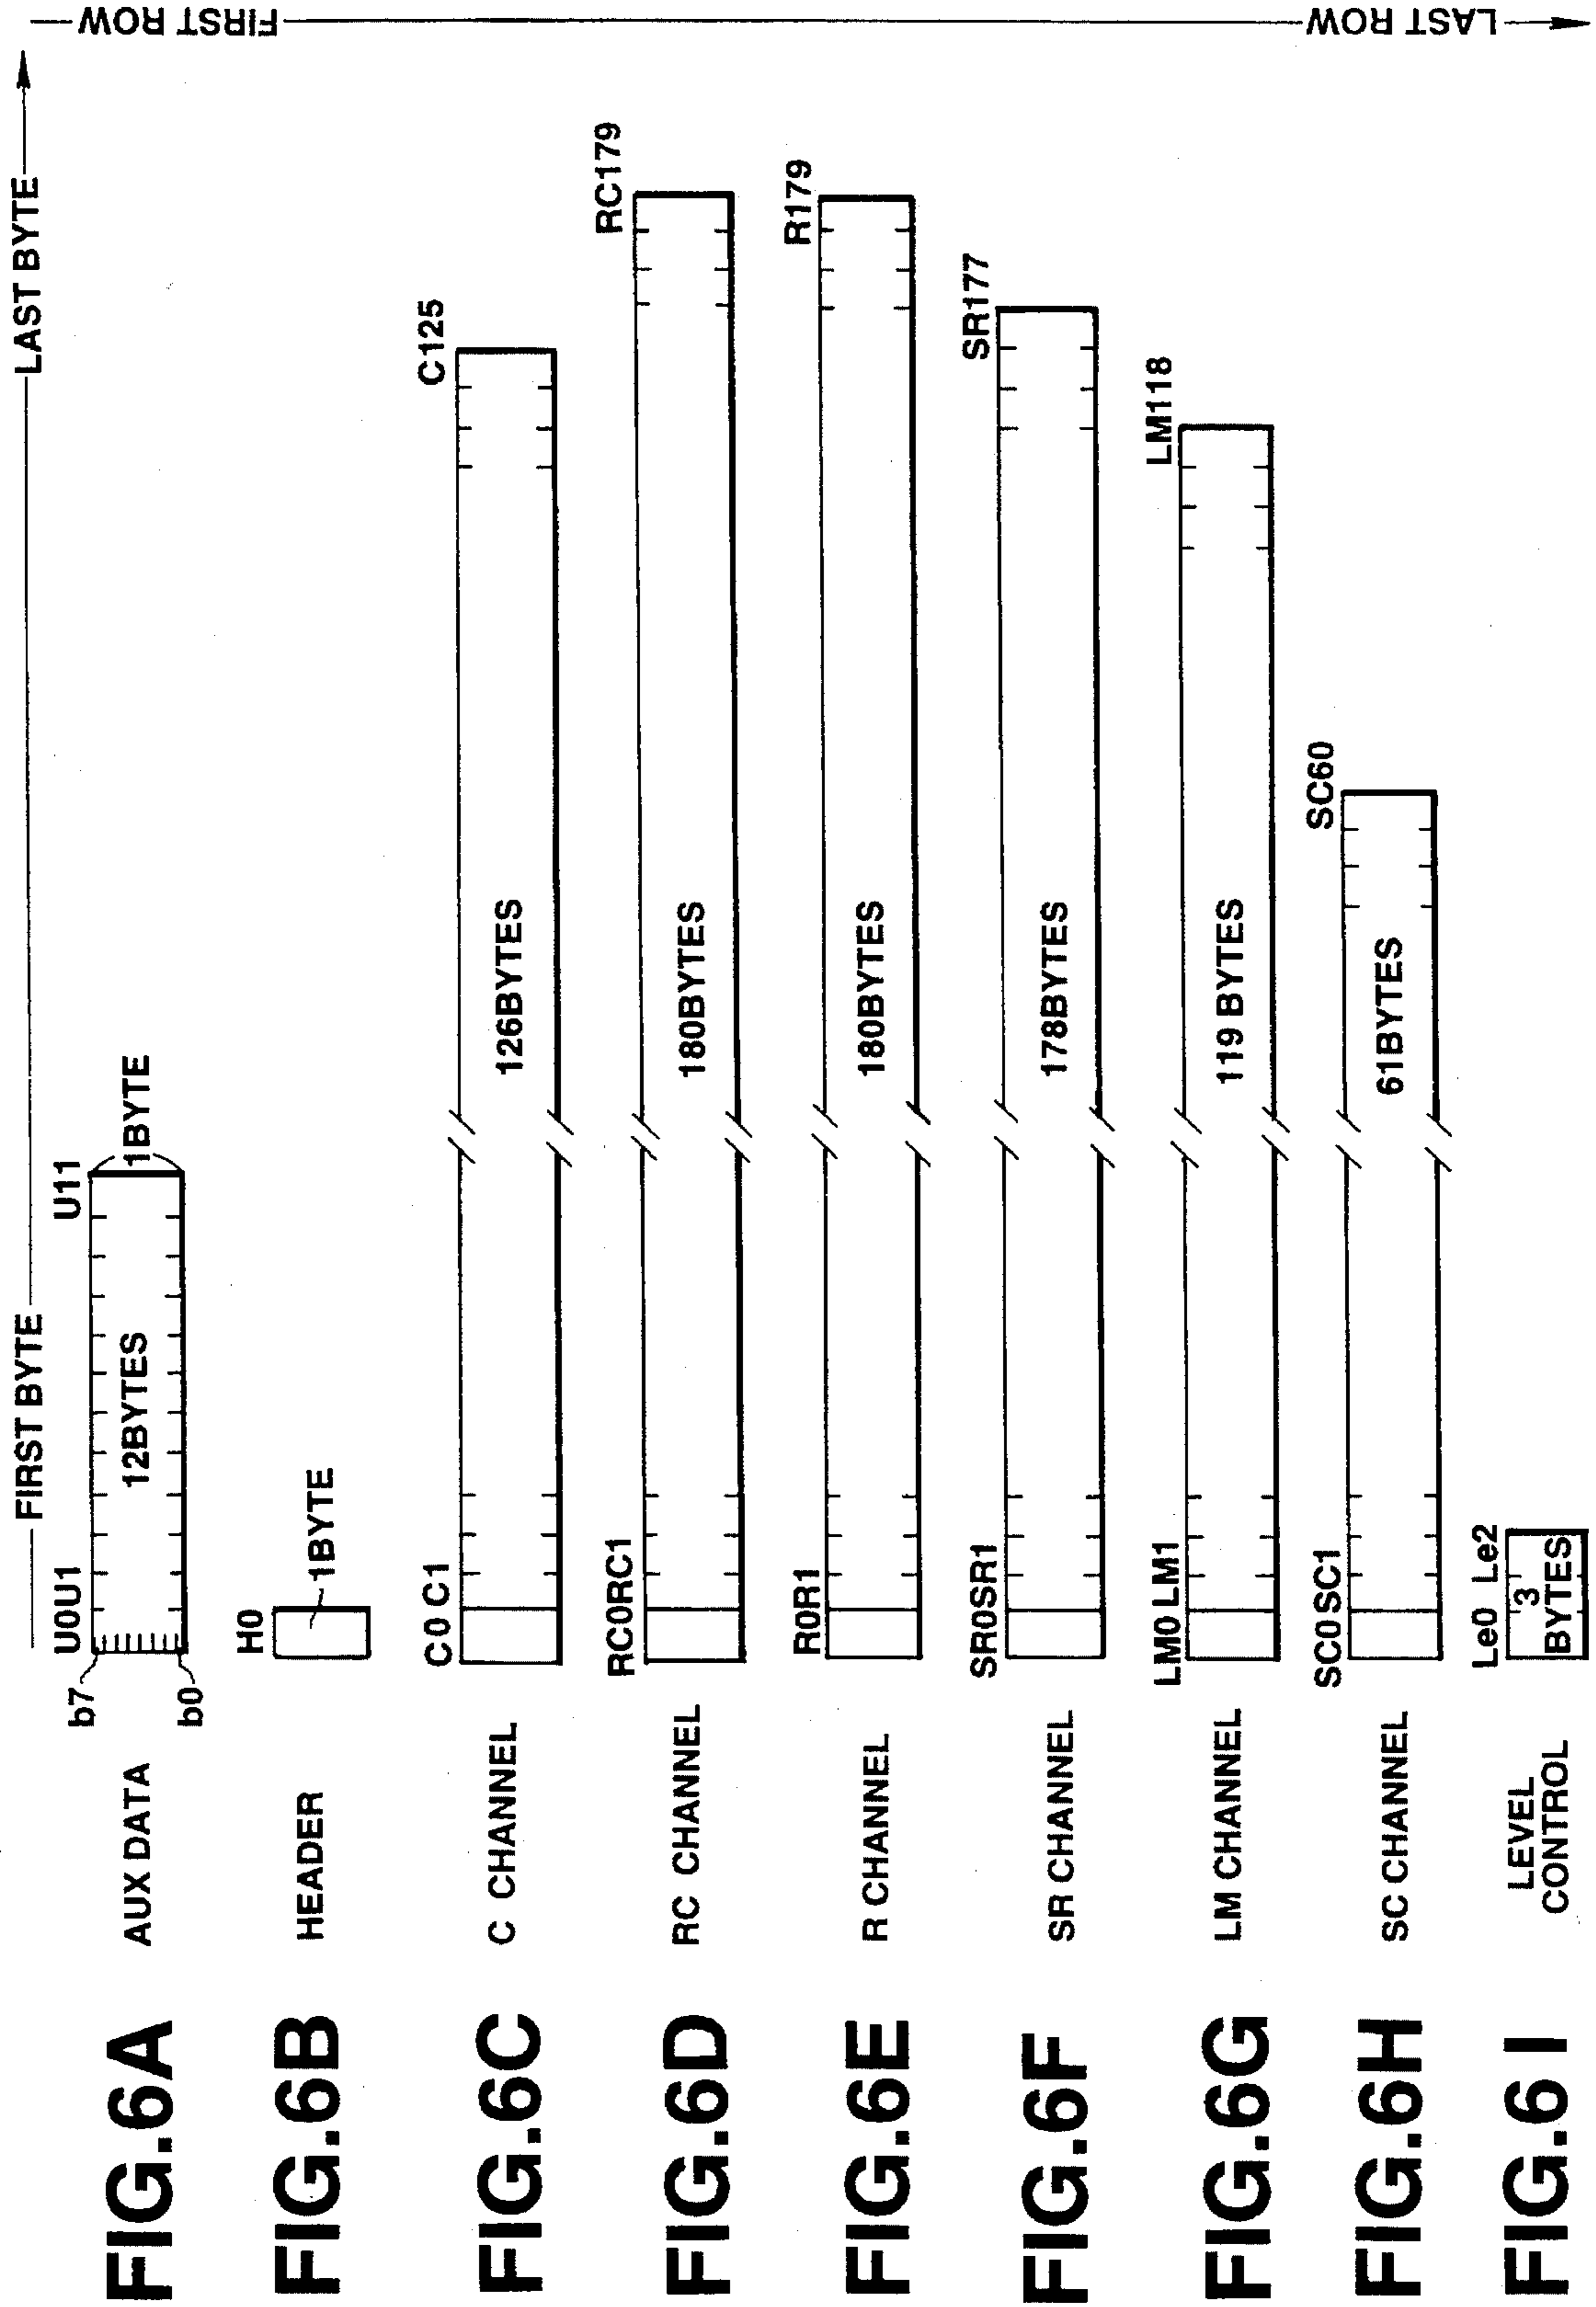 FIRST BYTE
LAST BYTE
FIRST ROW
LAST ROW
FIG.6A
AUX DATA
b7
b0
U0U1
U11
12BYTES
1BYTE
FIG.6B
HEADER
H0
1BYTE
FIG.6C
C CHANNEL
C0 C1
C125
126BYTES
FIG.6D
RC CHANNEL
RC0RC1
RC179
180BYTES
FIG.6E
R CHANNEL
R0R1
R179
180BYTES
FIG.6F
SR CHANNEL
SR0SR1
SR177
178BYTES
FIG.6G
LM CHANNEL
LM0 LM1
LM118
119 BYTES
FIG.6H
SC CHANNEL
SC0SC1
SC60
61BYTES
FIG.6 I
LEVEL
CONTROL
Le0 Le2
3
BYTES